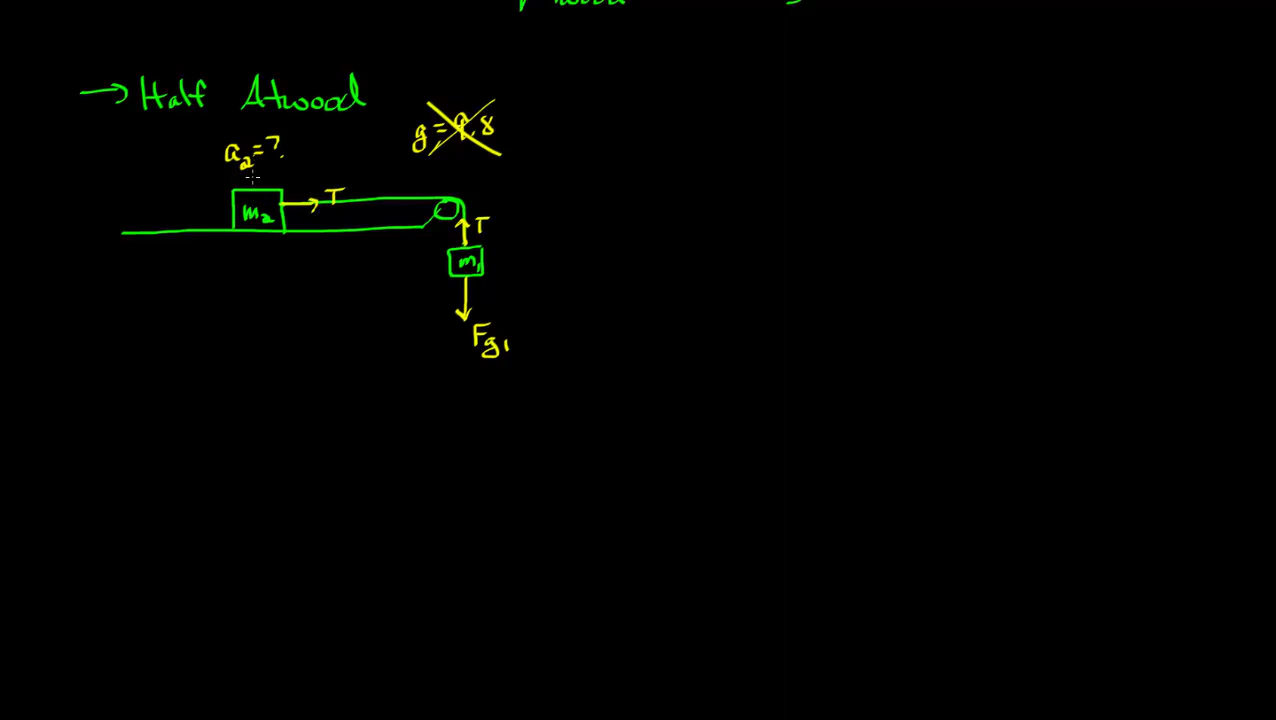 → Half Atwood
g = 9.8
a₂ = ?
m₂
T
T
m₁
Fg₁